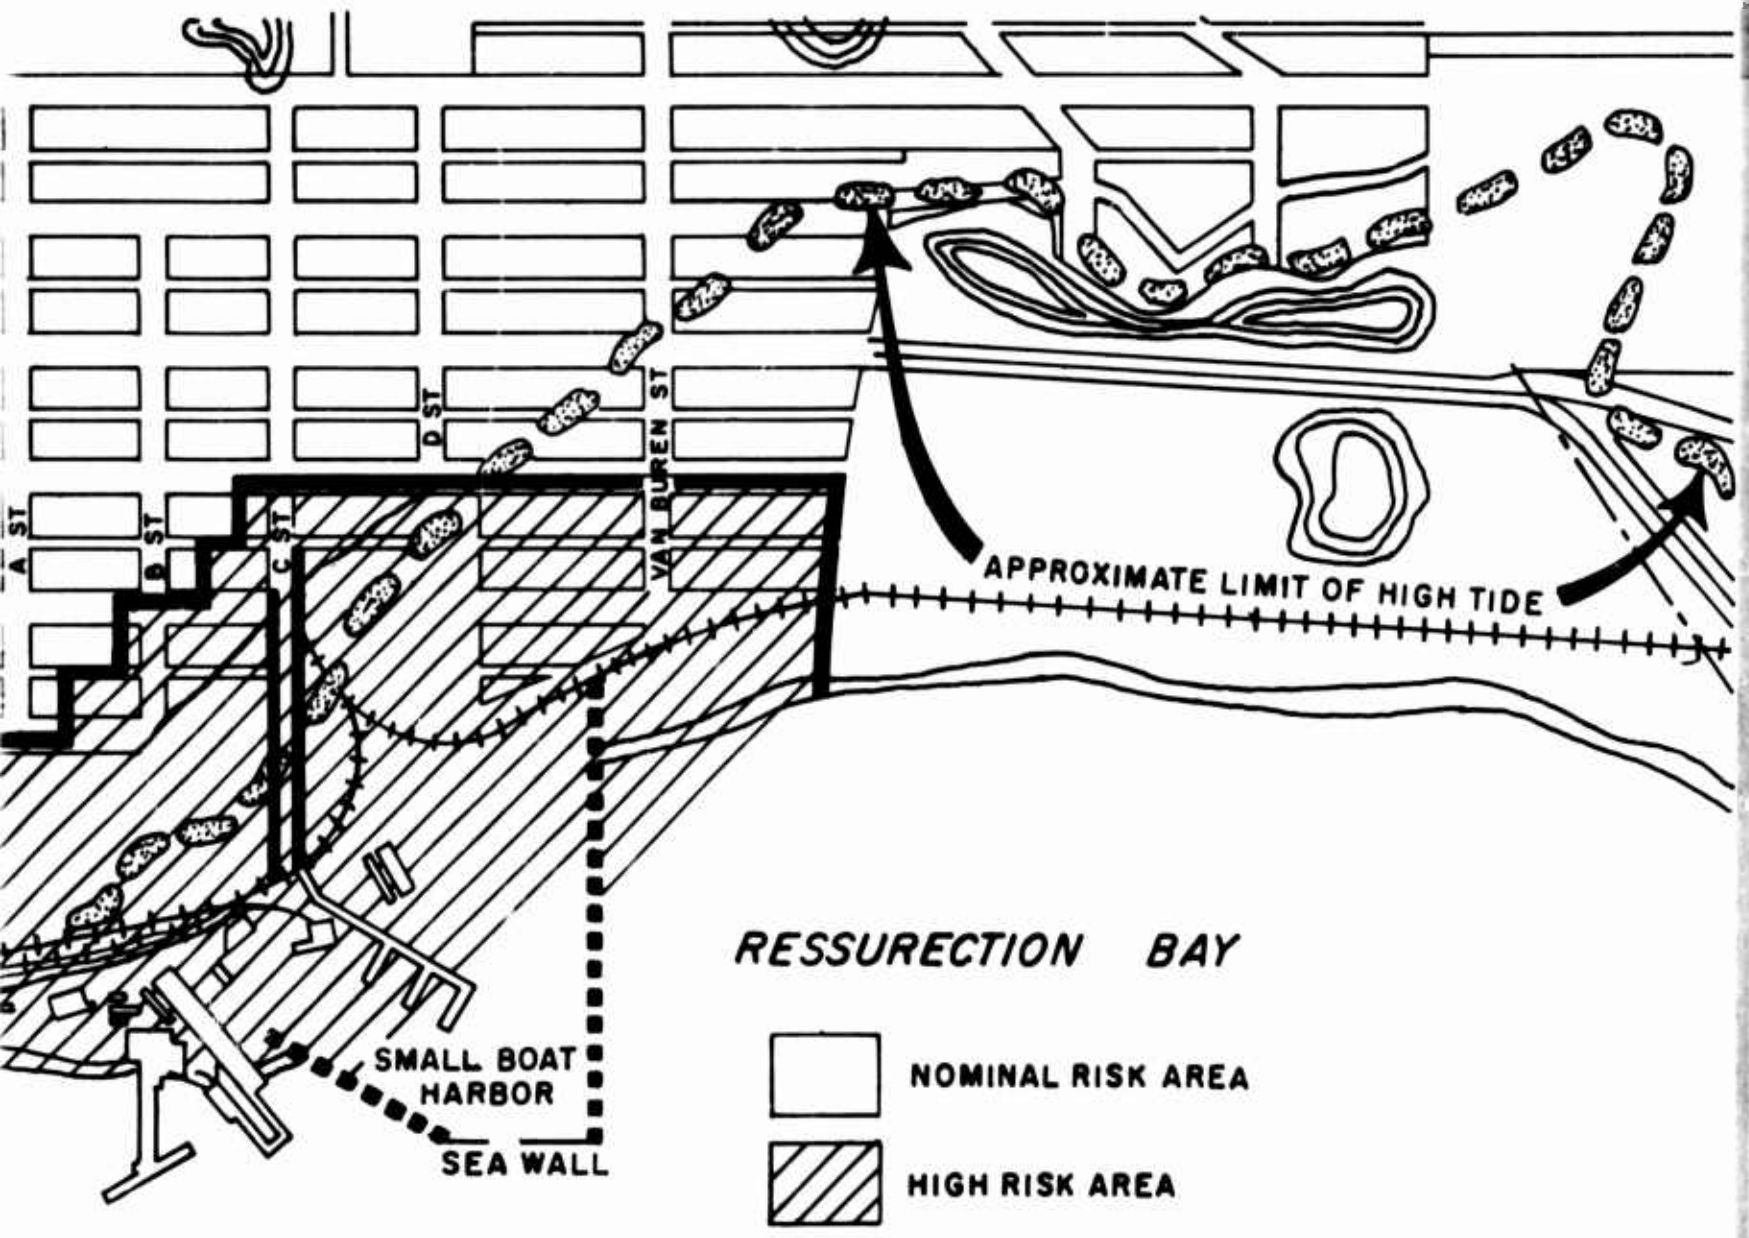 A ST
B ST
C ST
D ST
VAN BUREN ST
APPROXIMATE LIMIT OF HIGH TIDE
RESSURECTION BAY
SMALL BOAT
HARBOR
SEA WALL
NOMINAL RISK AREA
HIGH RISK AREA